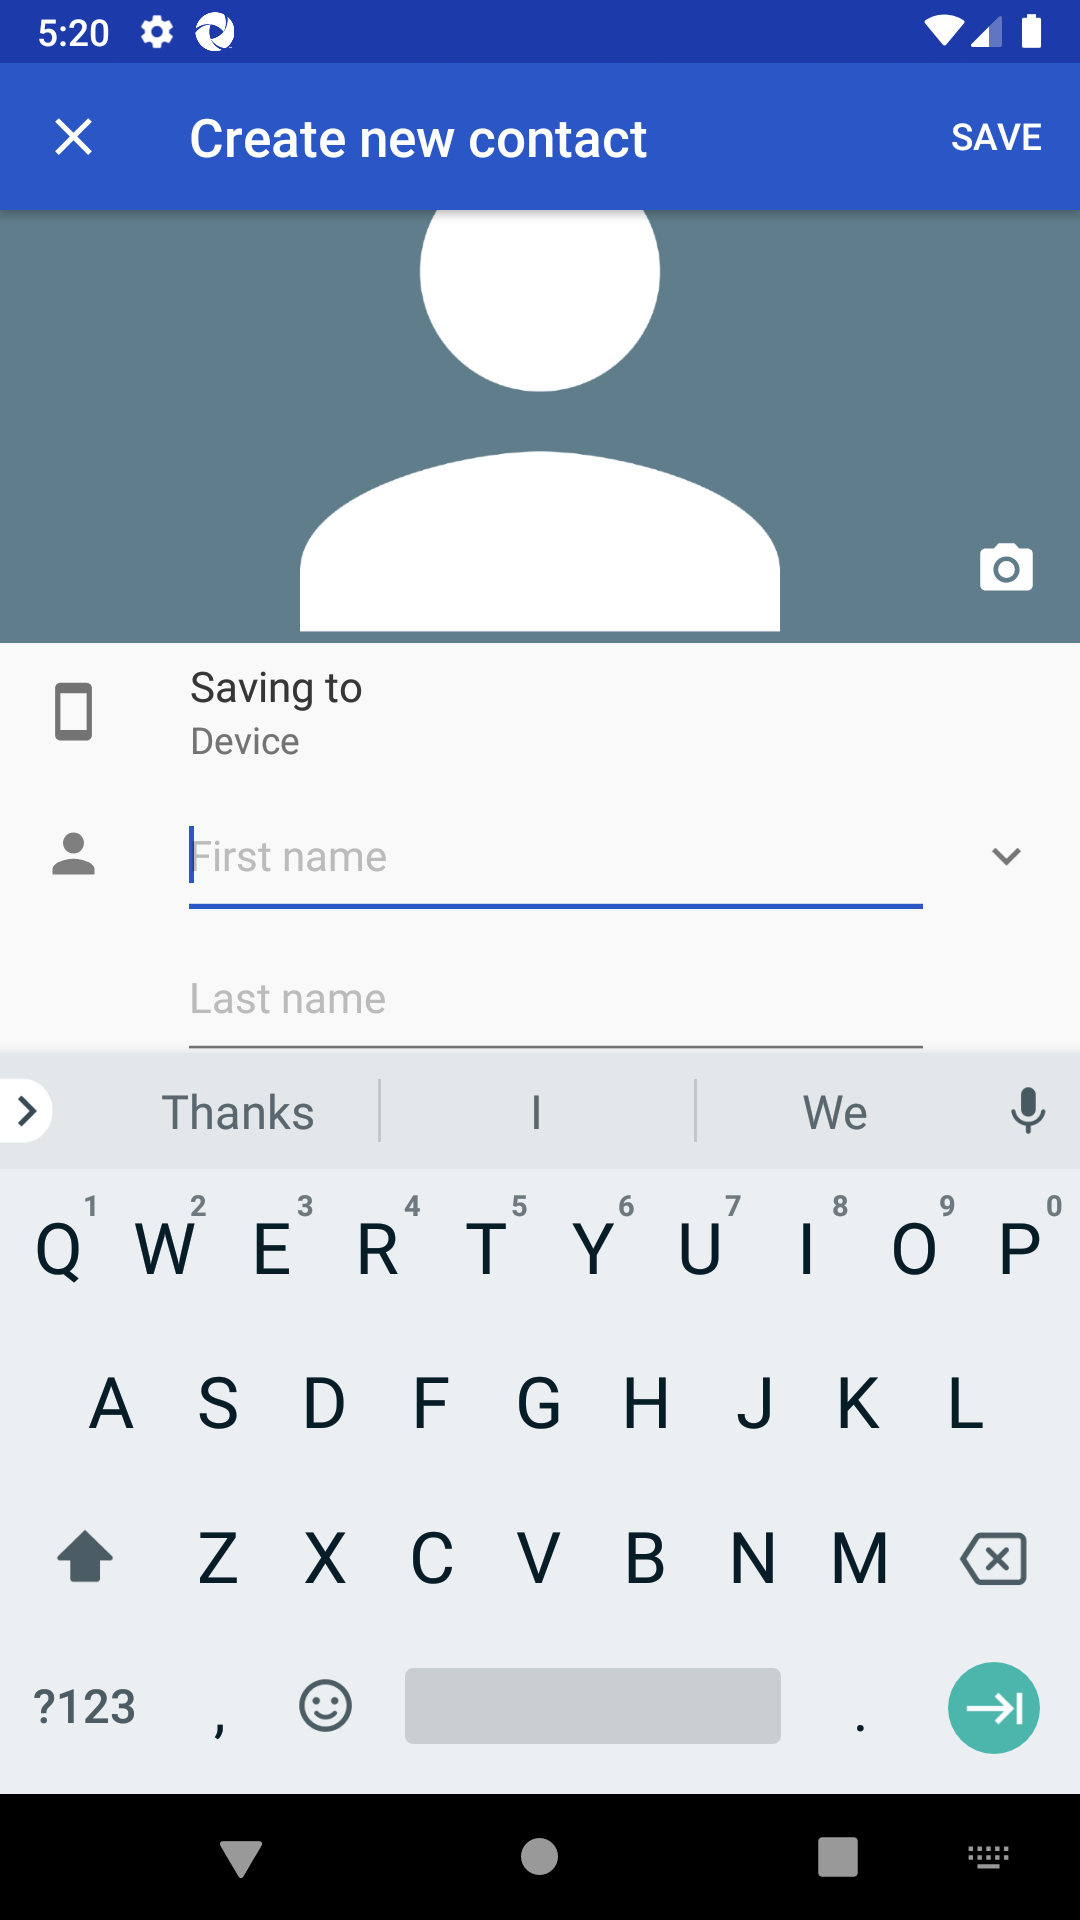 5:20
Create new contact SAVE
Saving to
Device
First name
Last name
Thanks I We
1 2 3 4 5 6 7 8 9 0
Q W E R T Y U I O P
A S D F G H J K L
Z X C V B N M
?123 , .